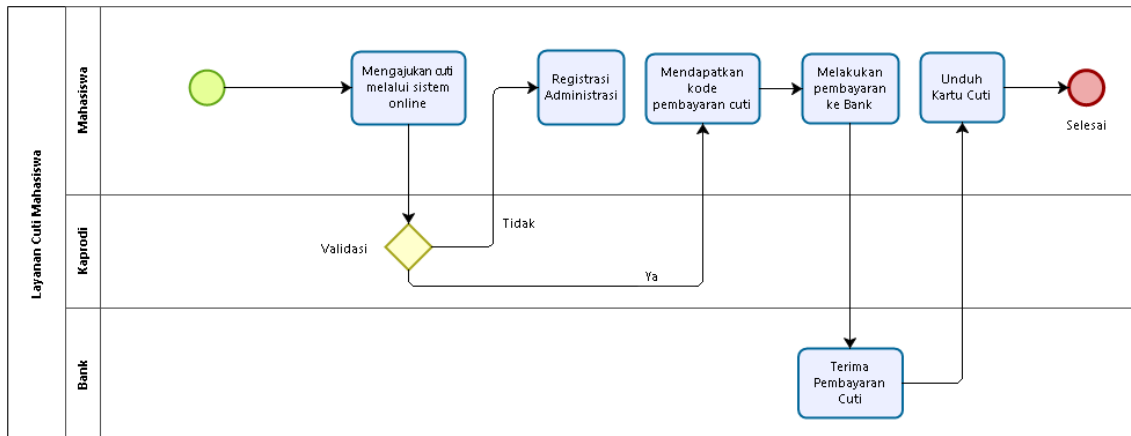 Layanan Cuti Mahasiswa
Mahasiswa
Mengajukan cuti
melalui sistem
online
Registrasi
Administrasi
Mendapatkan
kode
pembayaran cuti
Melakukan
pembayaran
ke Bank
Unduh
Kartu Cuti
Selesai
Kaprodi
Validasi
Tidak
Ya
Bank
Terima
Pembayaran
Cuti